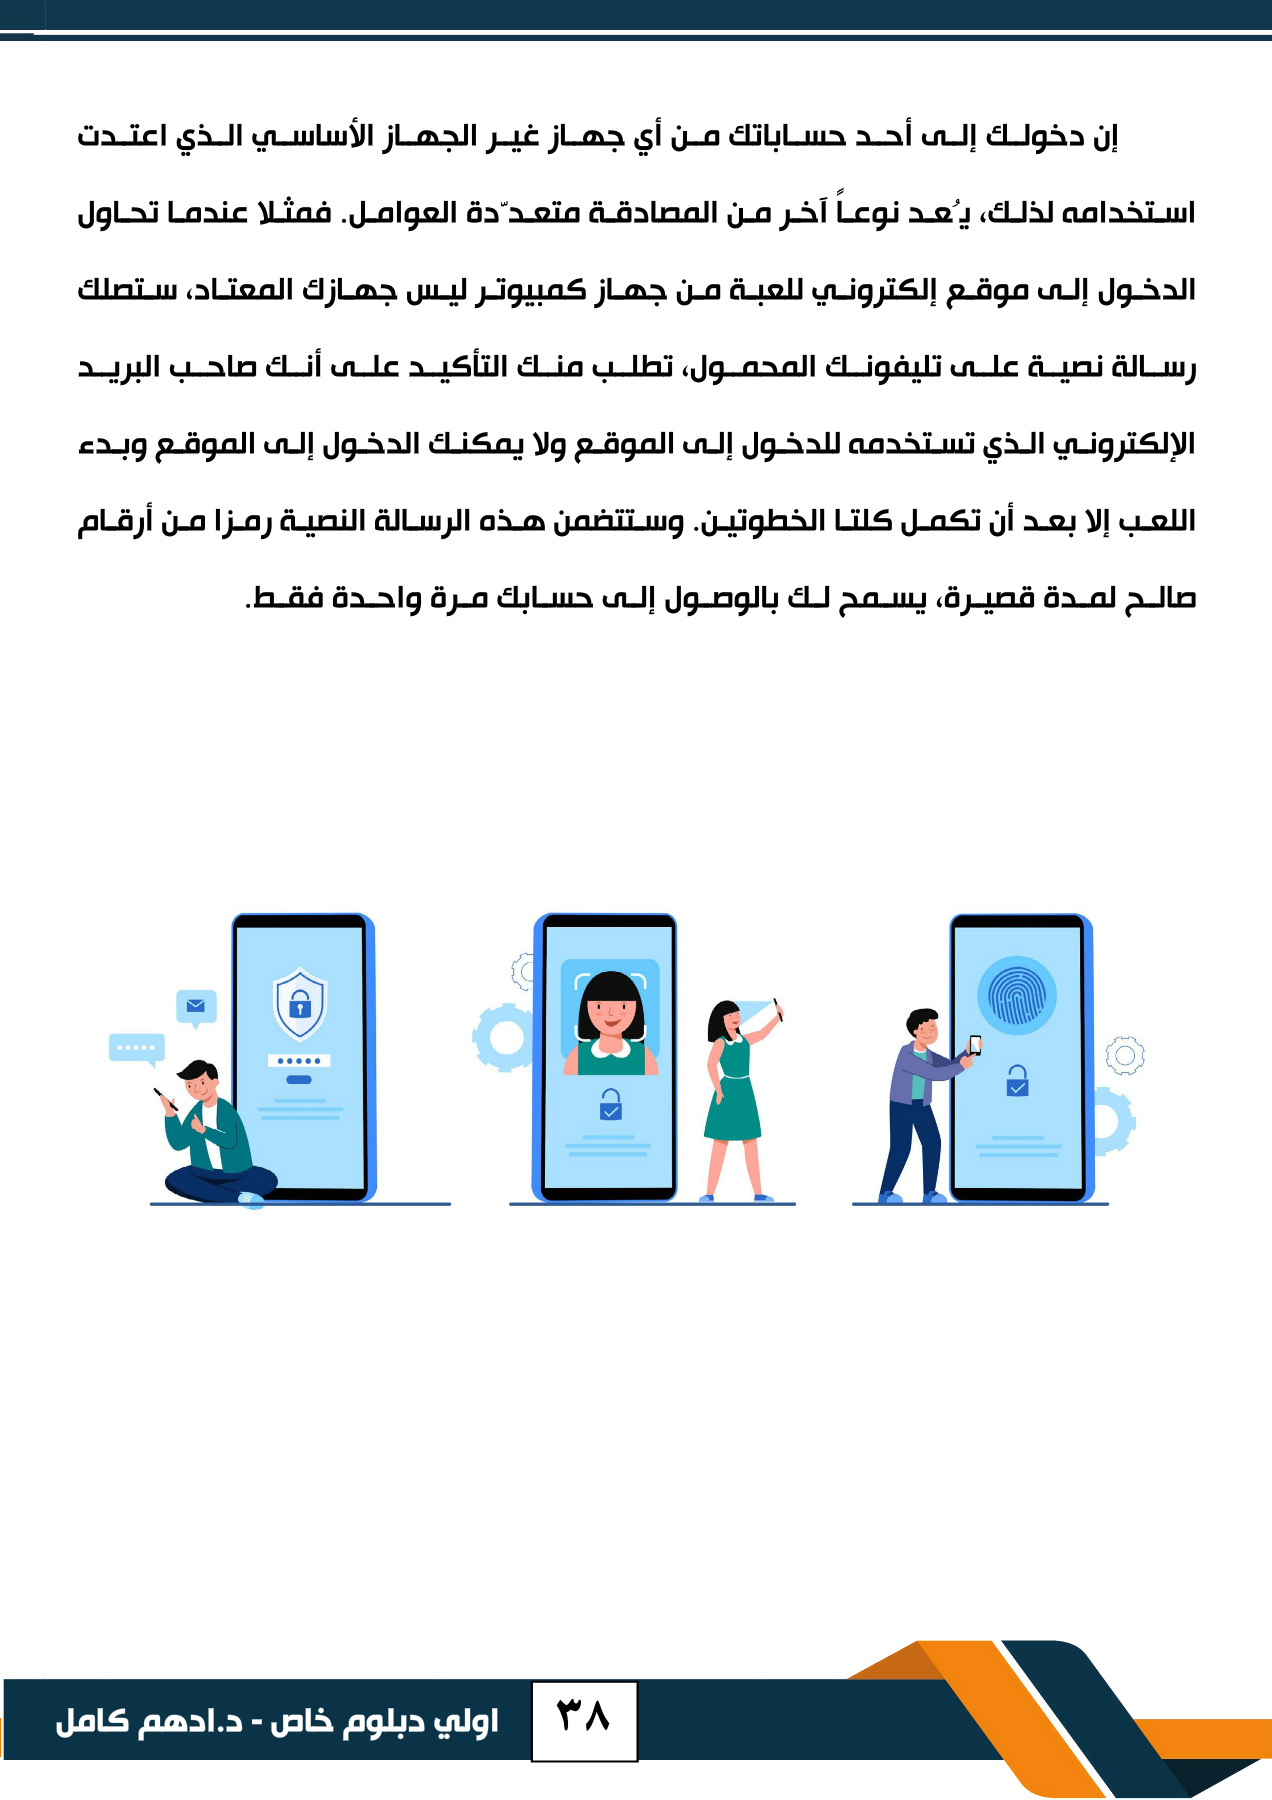 إن دخولك إلى أحد حساباتك من أي جهاز غير الجهاز الأساسي الذي اعتدت
استخدامه لذلك، يُعد نوعاً آخر من المصادقة متعدّدة العوامل. فمثلا عندما تحاول
الدخول إلى موقع إلكتروني للعبة من جهاز كمبيوتر ليس جهازك المعتاد، ستصلك
رسالة نصية على تليفونك المحمول، تطلب منك التأكيد على أنك صاحب البريد
الإلكتروني الذي تستخدمه للدخول إلى الموقع ولا يمكنك الدخول إلى الموقع وبدء
اللعب إلا بعد أن تكمل كلتا الخطوتين. وستتضمن هذه الرسالة النصية رمزا من أرقام
صالح لمدة قصيرة، يسمح لك بالوصول إلى حسابك مرة واحدة فقط.
٣٨
اولي دبلوم خاص - د.ادهم كامل